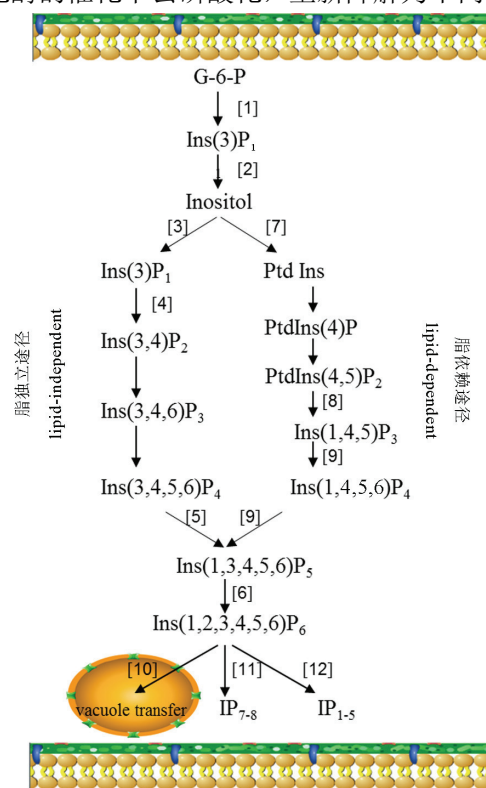 G-6-P
[1]
Ins(3)P₁
[2]
Inositol
[3] [7]
Ins(3)P₁ Ptd Ins
[4]
PtdIns(4)P
Ins(3,4)P₂
PtdIns(4,5)P₂
[8]
Ins(3,4,6)P₃
Ins(1,4,5)P₃
[9]
Ins(3,4,5,6)P₄ Ins(1,4,5,6)P₄
[5] [9]
Ins(1,3,4,5,6)P₅
[6]
Ins(1,2,3,4,5,6)P₆
[10] [11] [12]
vacuole transfer IP₇₋₈ IP₁₋₅
脂独立途径
lipid-independent
lipid-dependent
脂依赖途径